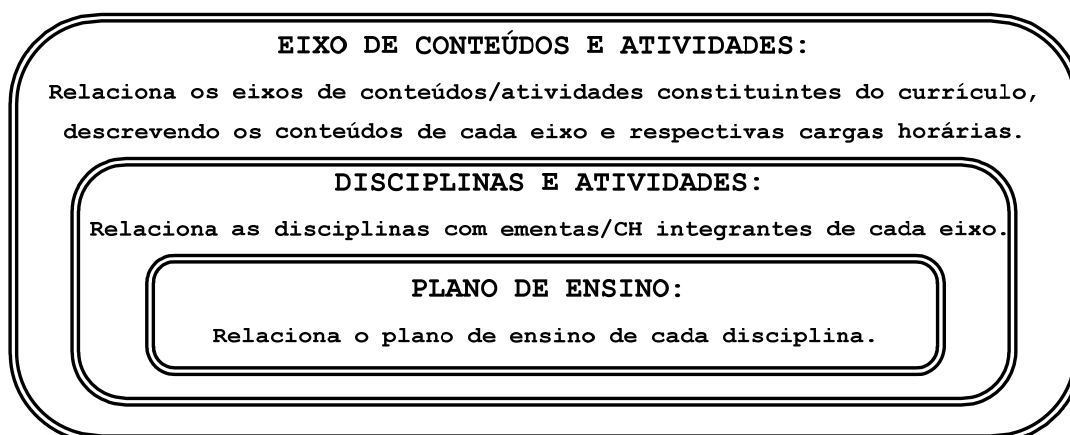 EIXO DE CONTEÚDOS E ATIVIDADES:
Relaciona os eixos de conteúdos/atividades constituintes do currículo,
descrevendo os conteúdos de cada eixo e respectivas cargas horárias.
DISCIPLINAS E ATIVIDADES:
Relaciona as disciplinas com ementas/CH integrantes de cada eixo.
PLANO DE ENSINO:
Relaciona o plano de ensino de cada disciplina.